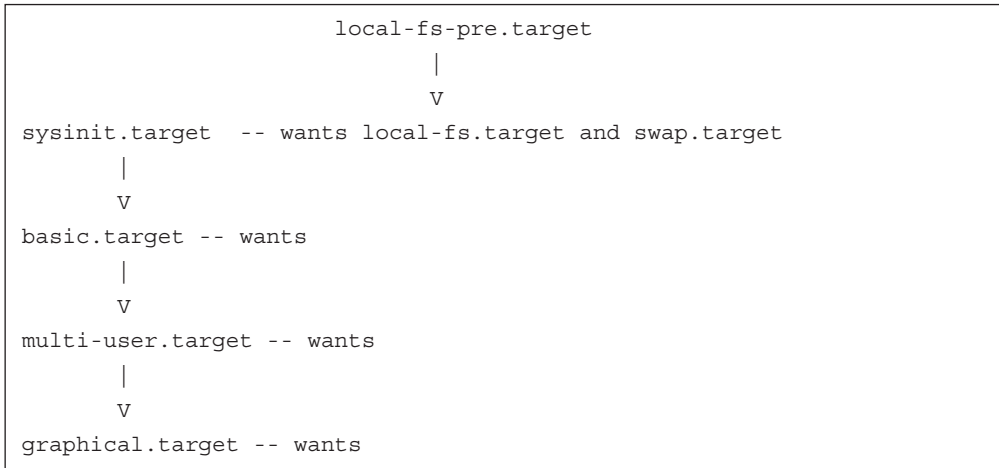 local-fs-pre.target
|
V
sysinit.target -- wants local-fs.target and swap.target
|
V
basic.target -- wants
|
V
multi-user.target -- wants
|
V
graphical.target -- wants